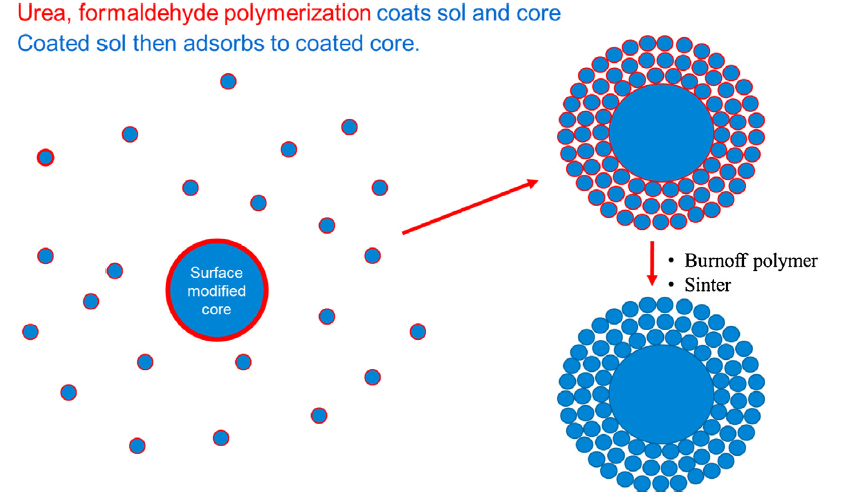 Urea, formaldehyde polymerization coats sol and core
Coated sol then adsorbs to coated core.
Surface
modified
core
• Burnoff polymer
• Sinter